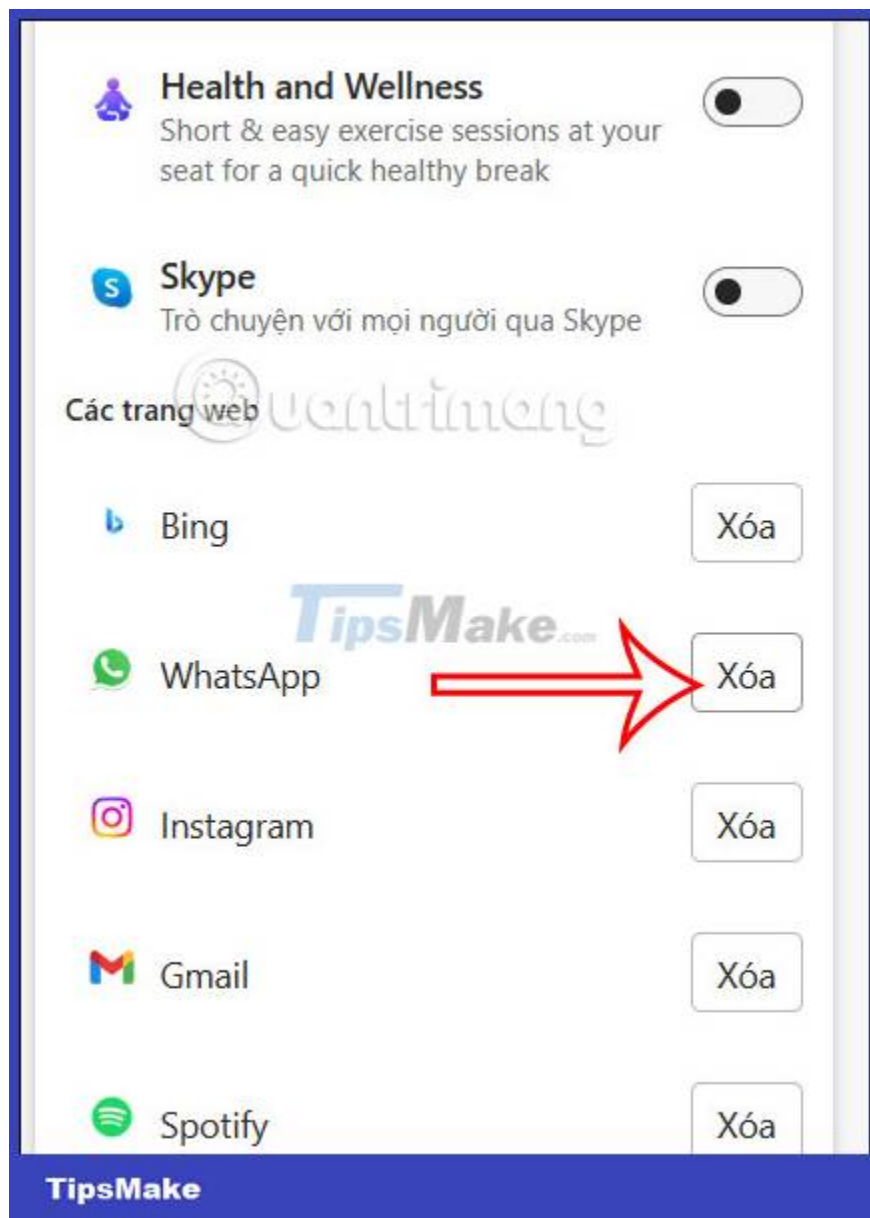 Health and Wellness
Short & easy exercise sessions at your
seat for a quick healthy break
S
Skype
Trò chuyện với mọi người qua Skype
Quantrimang
Các trang web
Bing
Xóa
TipsMake.com
WhatsApp
Xóa
Instagram
Xóa
Gmail
Xóa
Spotify
Xóa
TipsMake